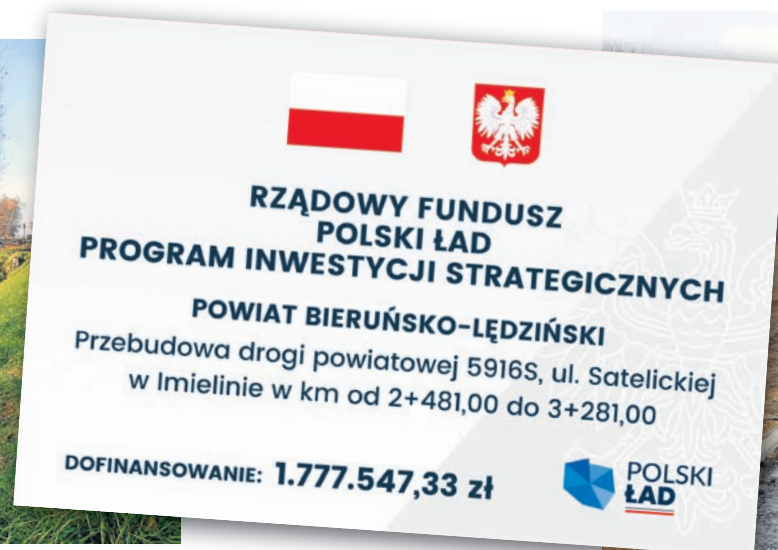 RZĄDOWY FUNDUSZ
POLSKI ŁAD
PROGRAM INWESTYCJI STRATEGICZNYCH
POWIAT BIERUŃSKO-LĘDZIŃSKI
Przebudowa drogi powiatowej 5916S, ul. Satelickiej
w Imielinie w km od 2+481,00 do 3+281,00
DOFINANSOWANIE: 1.777.547,33 zł
POLSKI
ŁAD